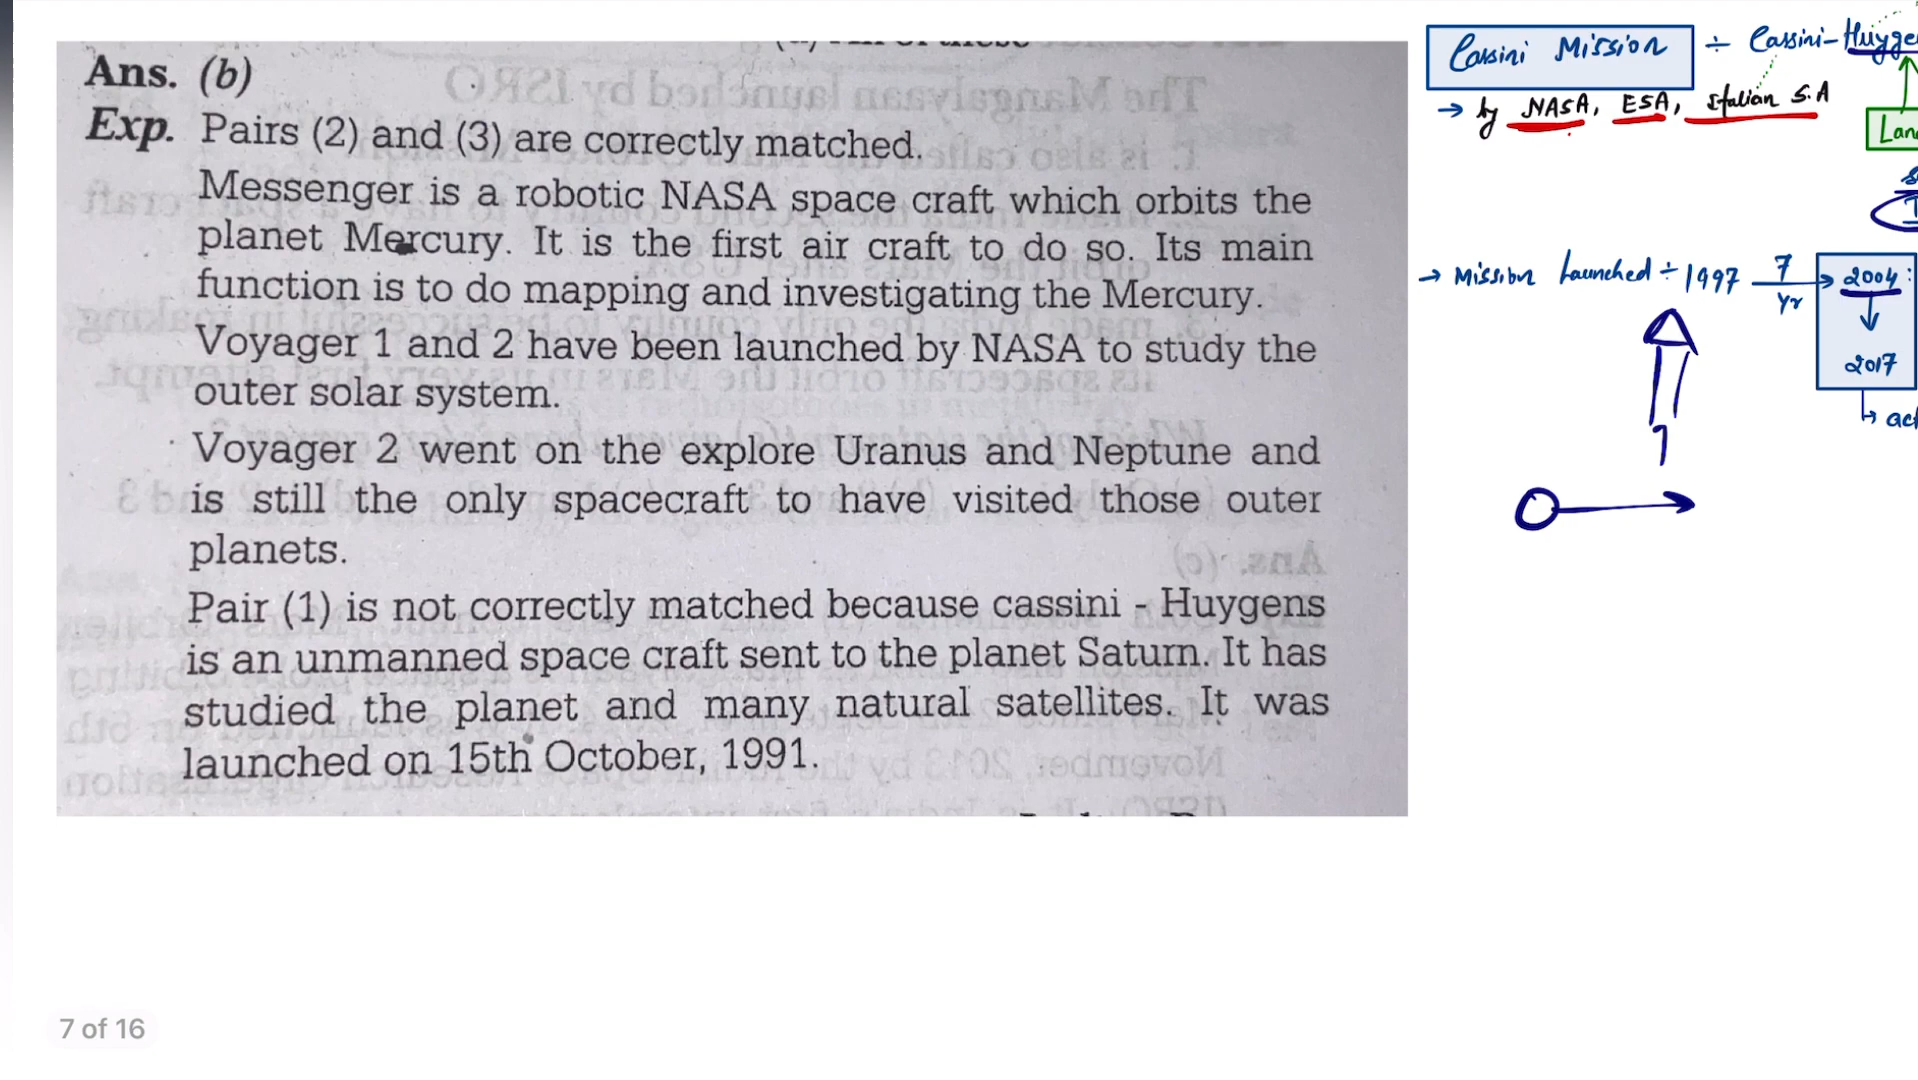 Ans. (b)
Exp. Pairs (2) and (3) are correctly matched.
Messenger is a robotic NASA space craft which orbits the
planet Mercury. It is the first air craft to do so. Its main
function is to do mapping and investigating the Mercury.
Voyager 1 and 2 have been launched by NASA to study the
outer solar system.
Voyager 2 went on the explore Uranus and Neptune and
is still the only spacecraft to have visited those outer
planets.
Pair (1) is not correctly matched because cassini - Huygens
is an unmanned space craft sent to the planet Saturn. It has
studied the planet and many natural satellites. It was
launched on 15th October, 1991.
Cassini Mission ÷ Cassini-Huyge
→ by NASA, ESA, Italian S.A
Lan
→ Mission Launched ÷ 1997 7 Yr → 2004 :
2017
↳ act
7 of 16